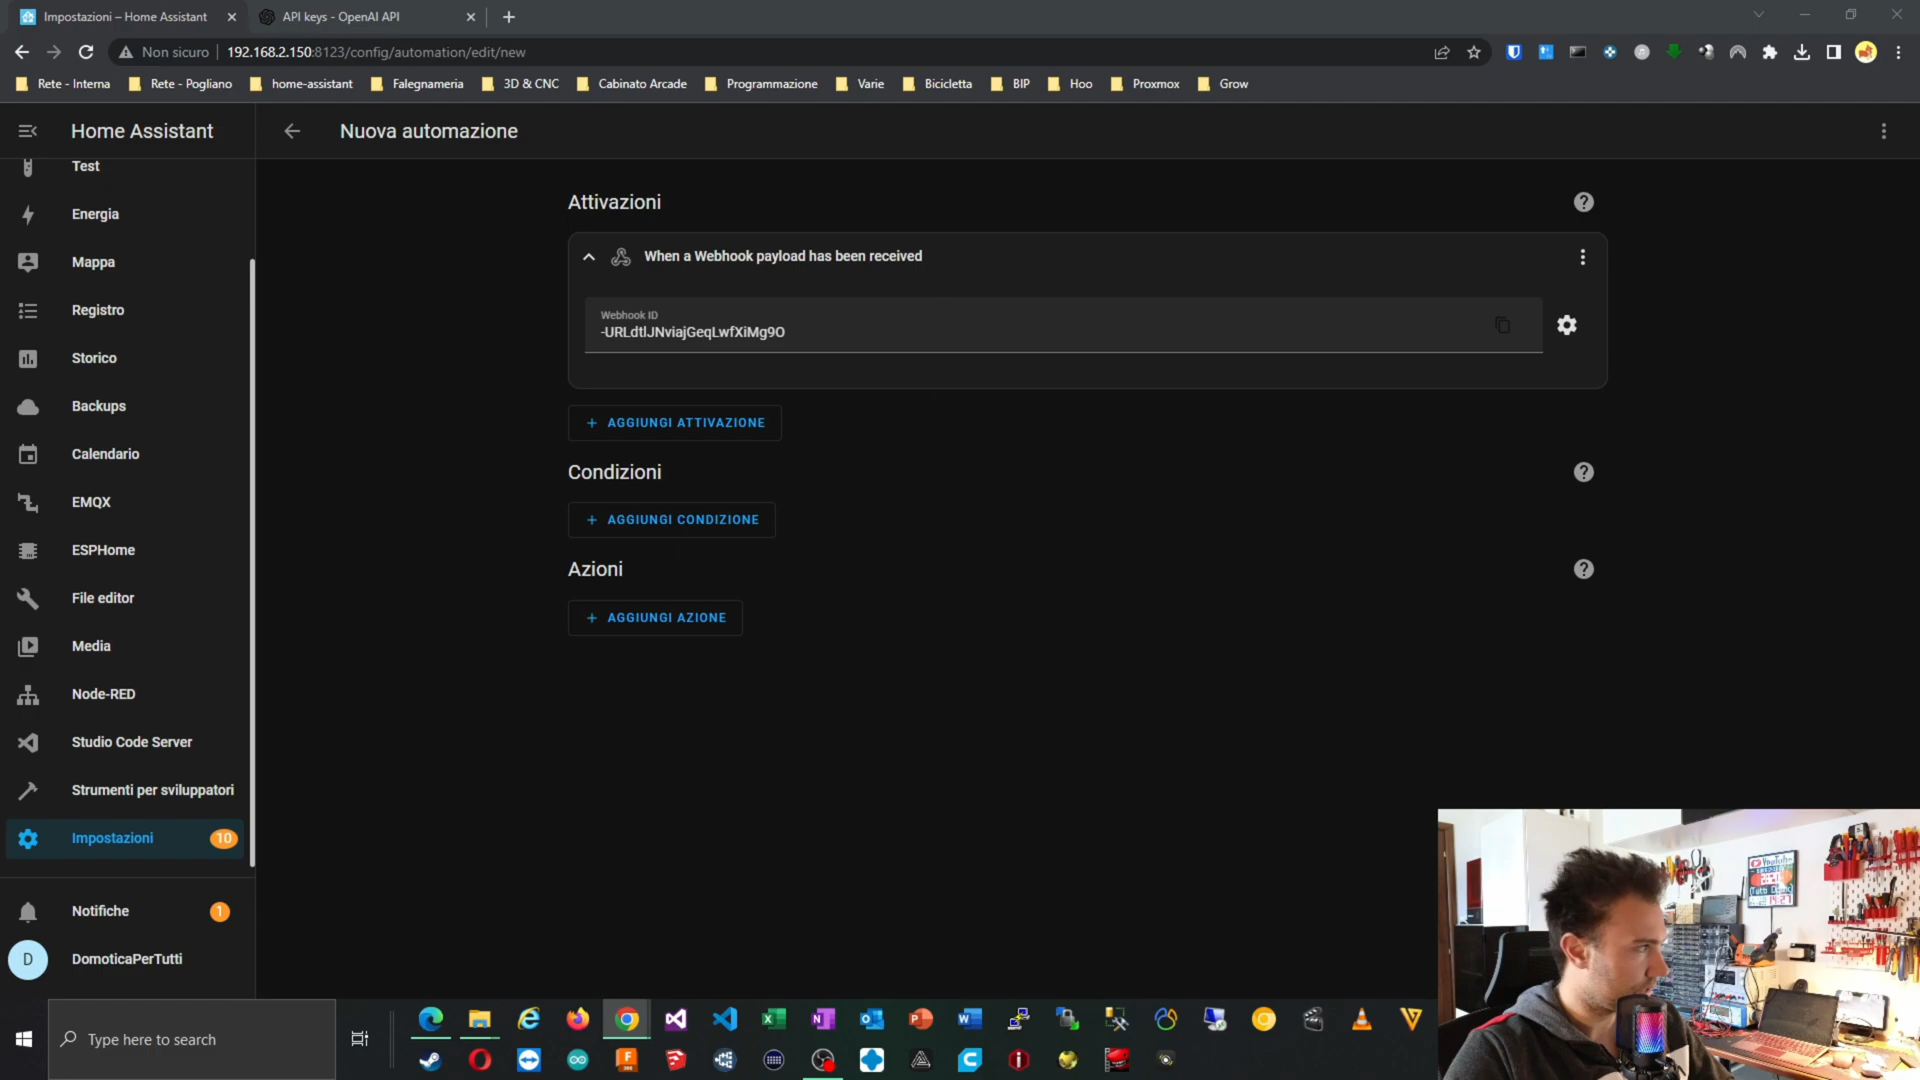 Impostazioni – Home Assistant
API keys - OpenAI API
Non sicuro
192.168.2.150:8123/config/automation/edit/new
Rete - Interna
Rete - Pogliano
home-assistant
Falegnameria
3D & CNC
Cabinato Arcade
Programmazione
Varie
Bicicletta
BIP
Hoo
Proxmox
Grow
Home Assistant
Nuova automazione
Test
Energia
Mappa
Registro
Storico
Backups
Calendario
EMQX
ESPHome
File editor
Media
Node-RED
Studio Code Server
Strumenti per sviluppatori
Impostazioni
10
Notifiche
1
D
DomoticaPerTutti
Attivazioni
When a Webhook payload has been received
Webhook ID
-URLdtlJNviajGeqLwfXiMg9O
AGGIUNGI ATTIVAZIONE
Condizioni
AGGIUNGI CONDIZIONE
Azioni
AGGIUNGI AZIONE
Type here to search
YouTube